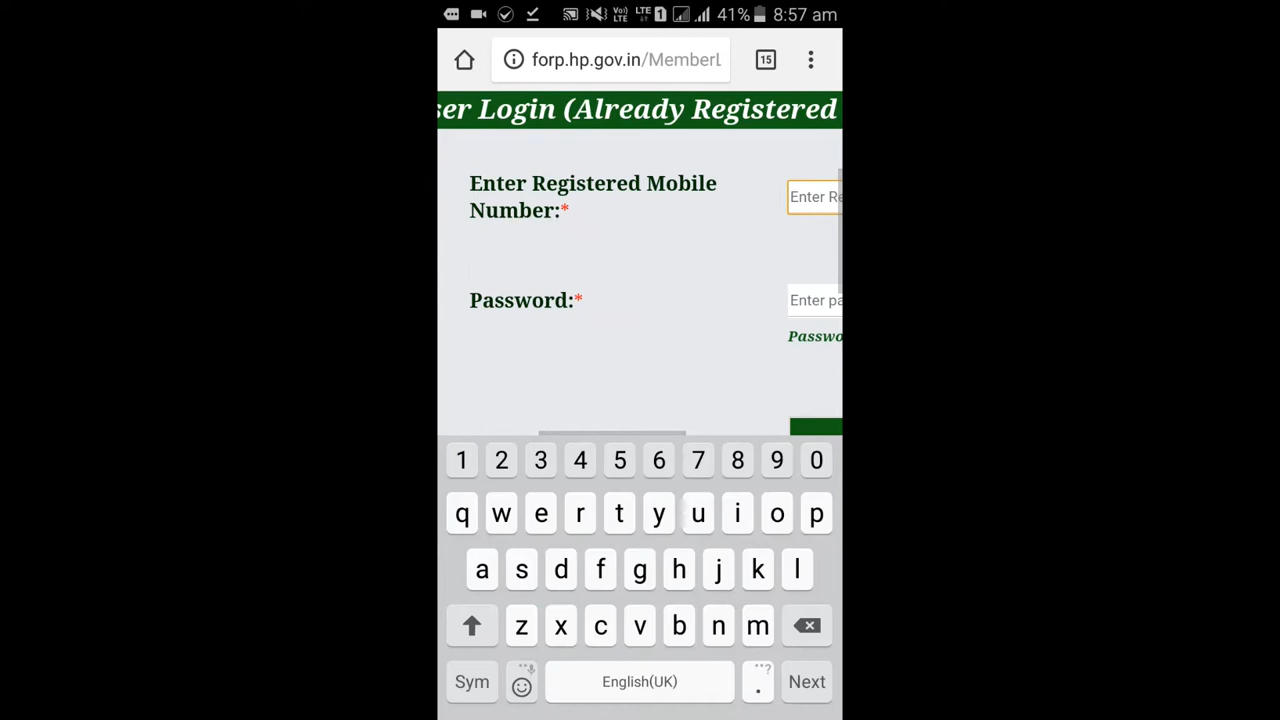 LTE 1 41% 8:57 am
forp.hp.gov.in/MemberL 15
ser Login (Already Registered
Enter Registered Mobile
Number:*
Enter Re
Password:*
Enter pa
Passwo
1 2 3 4 5 6 7 8 9 0
q w e r t y u i o p
a s d f g h j k l
z x c v b n m
Sym English(UK) . Next